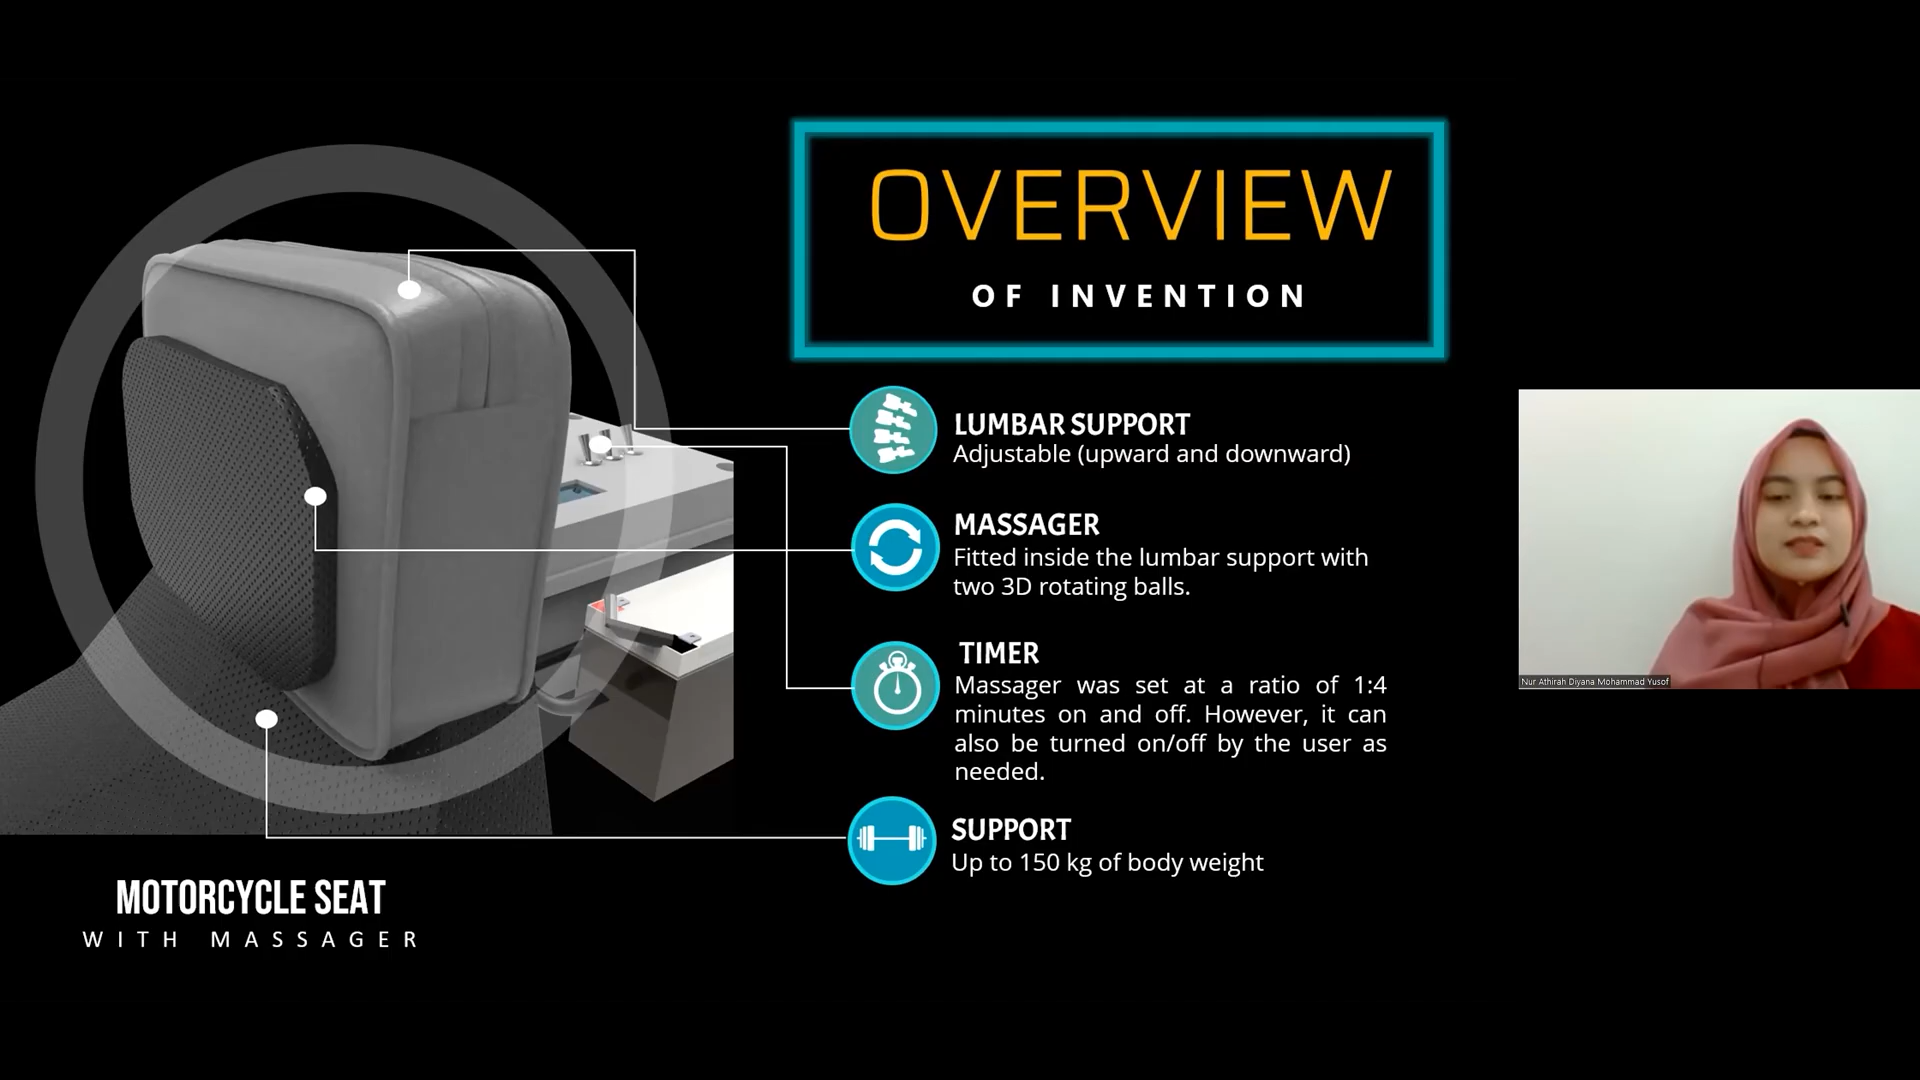 OVERVIEW
OF INVENTION
LUMBAR SUPPORT
Adjustable (upward and downward)
MASSAGER
Fitted inside the lumbar support with
two 3D rotating balls.
TIMER
Massager was set at a ratio of 1:4
minutes on and off. However, it can
also be turned on/off by the user as
needed.
SUPPORT
Up to 150 kg of body weight
MOTORCYCLE SEAT
WITH MASSAGER
Nur Athirah Diyana Mohammad Yusof